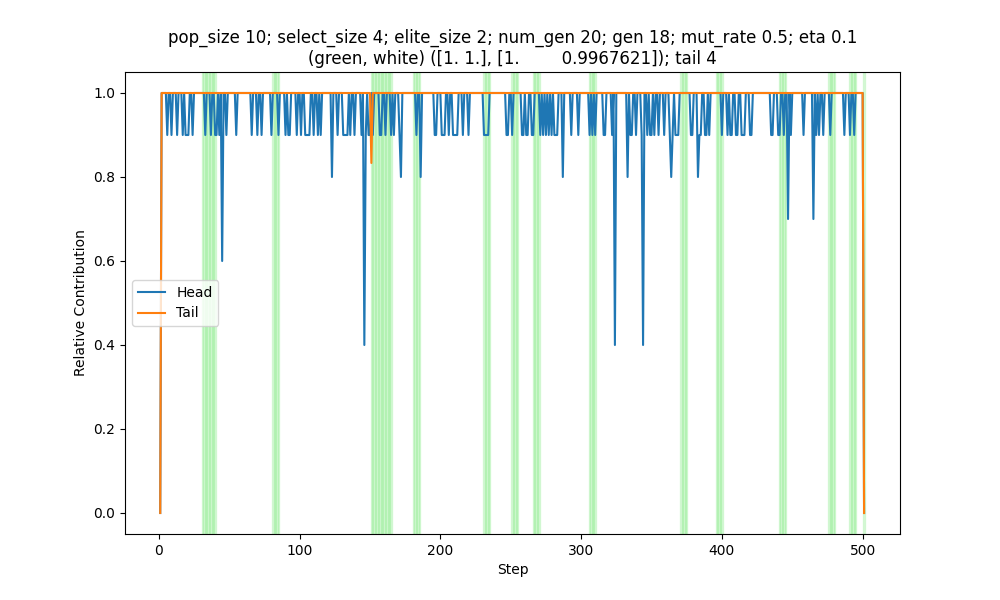 pop_size 10; select_size 4; elite_size 2; num_gen 20; gen 18; mut_rate 0.5; eta 0.1
(green, white) ([1. 1.], [1.         0.9967621]); tail 4
1.0
0.8
0.6
0.4
0.2
0.0
Relative Contribution
Head
Tail
0
100
200
300
400
500
Step